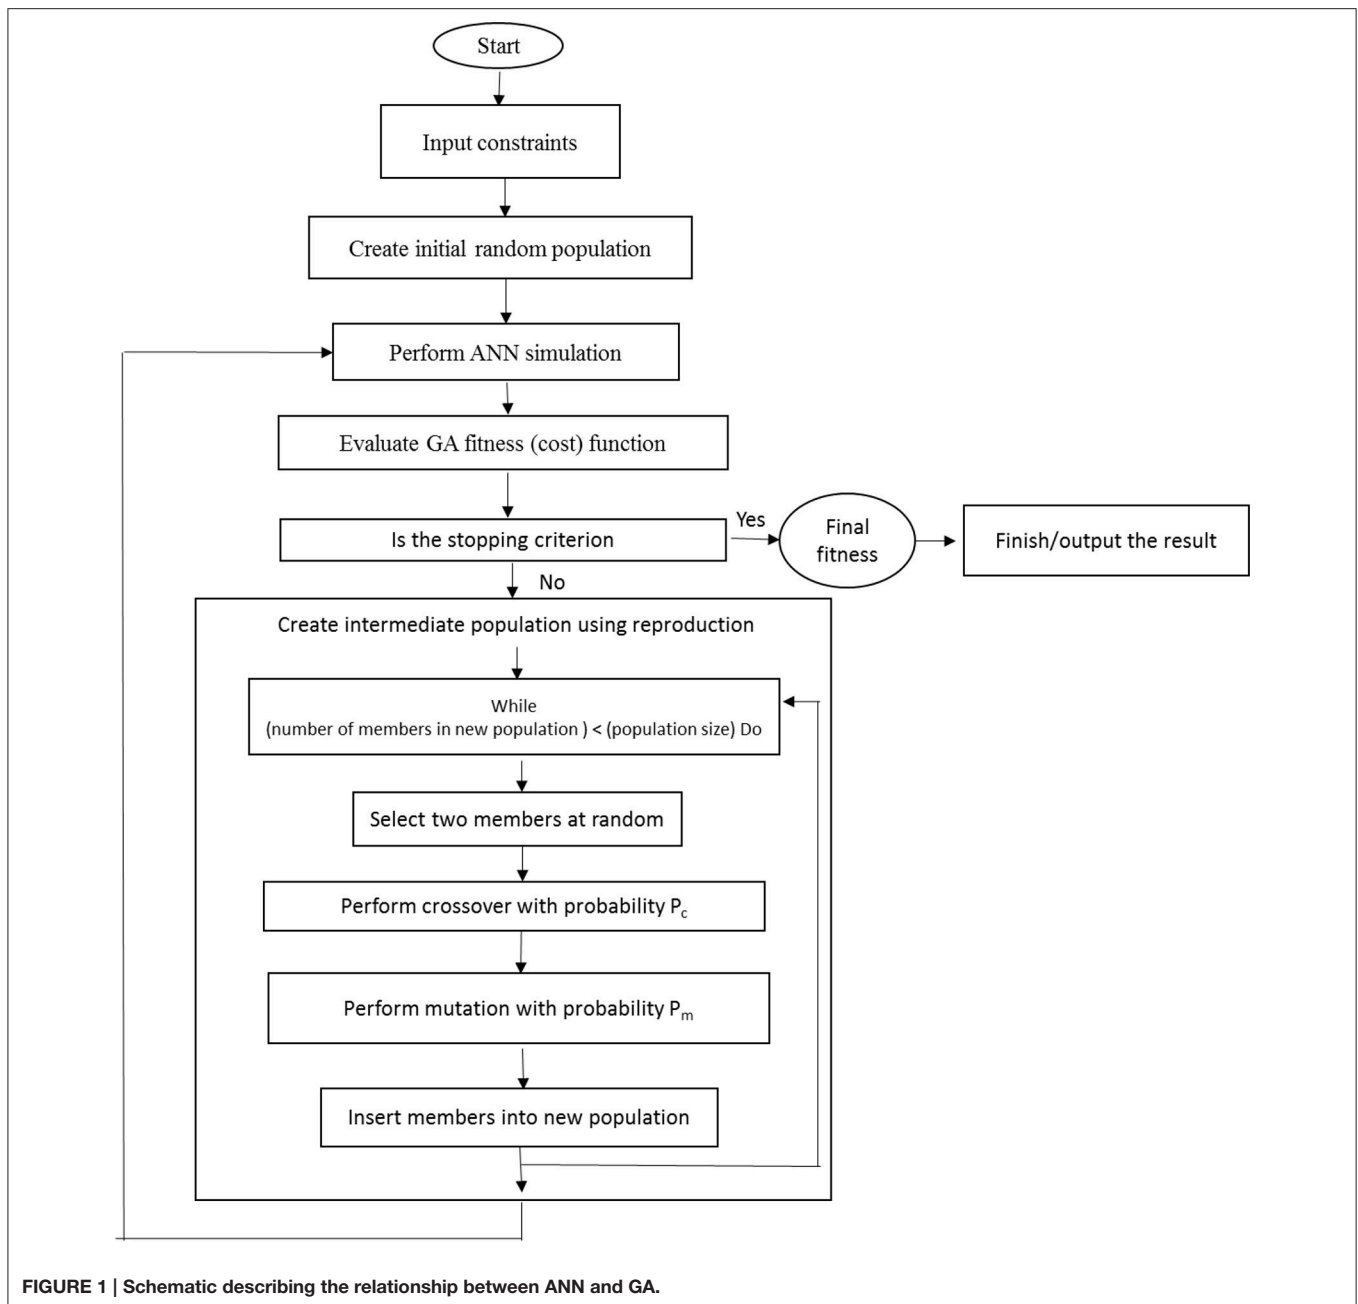 Start
Input constraints
Create initial random population
Perform ANN simulation
Evaluate GA fitness (cost) function
Is the stopping criterion
Yes
Final
fitness
Finish/output the result
No
Create intermediate population using reproduction
While
(number of members in new population ) < (population size) Do
Select two members at random
Perform crossover with probability Pc
Perform mutation with probability Pm
Insert members into new population
FIGURE 1 | Schematic describing the relationship between ANN and GA.